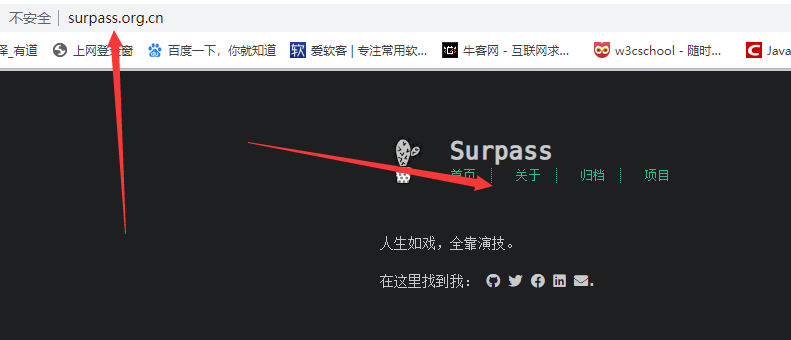 不安全 | surpass.org.cn
译_有道 上网登录窗 百度一下，你就知道 爱软客 | 专注常用软... 牛客网 - 互联网求... w3cschool - 随时... Java
Surpass
首页 关于 归档 项目
人生如戏，全靠演技。
在这里找到我：